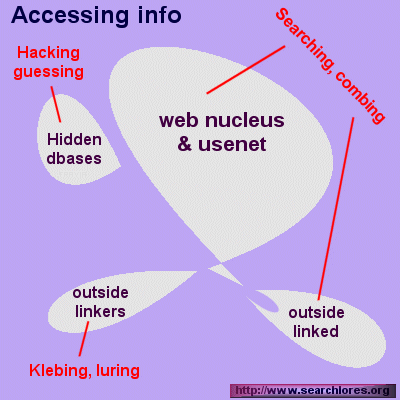 Accessing info
Hacking
guessing
Searching, combing
web nucleus
& usenet
Hidden
dbases
outside
linkers
outside
linked
Klebing, luring
http://www.searchlores.org